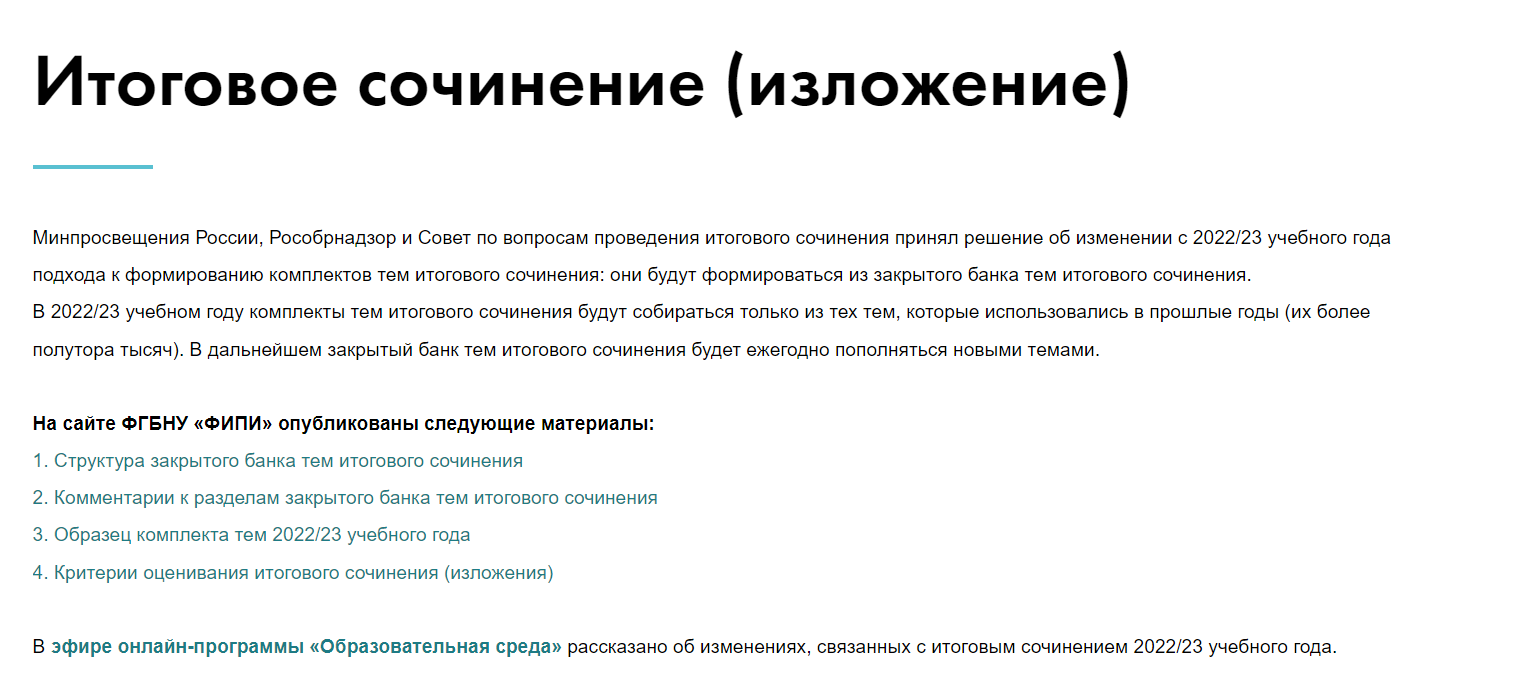 Итоговое сочинение (изложение)
Минпросвещения России, Рособрнадзор и Совет по вопросам проведения итогового сочинения принял решение об изменении с 2022/23 учебного года
подхода к формированию комплектов тем итогового сочинения: они будут формироваться из закрытого банка тем итогового сочинения.
В 2022/23 учебном году комплекты тем итогового сочинения будут собираться только из тех тем, которые использовались в прошлые годы (их более
полутора тысяч). В дальнейшем закрытый банк тем итогового сочинения будет ежегодно пополняться новыми темами.
На сайте ФГБНУ «ФИПИ» опубликованы следующие материалы:
1. Структура закрытого банка тем итогового сочинения
2. Комментарии к разделам закрытого банка тем итогового сочинения
3. Образец комплекта тем 2022/23 учебного года
4. Критерии оценивания итогового сочинения (изложения)
В эфире онлайн-программы «Образовательная среда» рассказано об изменениях, связанных с итоговым сочинением 2022/23 учебного года.